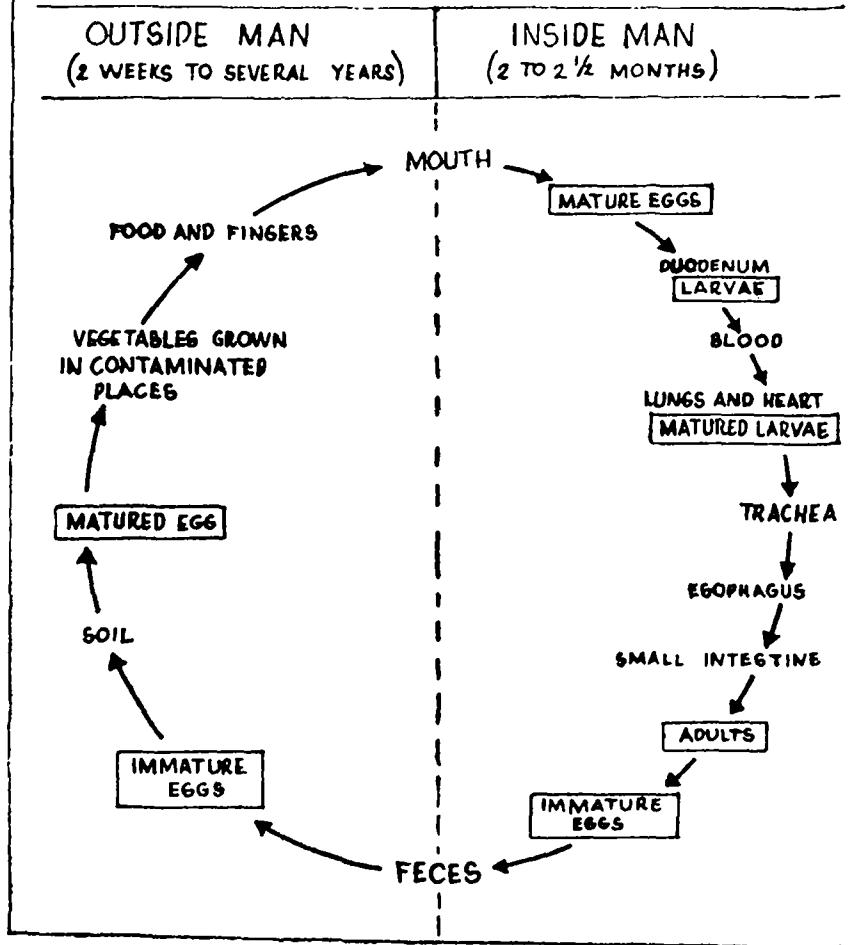 OUTSIDE MAN
(2 WEEKS TO SEVERAL YEARS)
INSIDE MAN
(2 TO 2 1/2 MONTHS)
MOUTH
MATURE EGGS
DUODENUM
LARVAE
BLOOD
LUNGS AND HEART
MATURED LARVAE
TRACHEA
ESOPHAGUS
SMALL INTESTINE
ADULTS
IMMATURE
EGGS
FECES
IMMATURE
EGGS
SOIL
MATURED EGG
VEGETABLES GROWN
IN CONTAMINATED
PLACES
FOOD AND FINGERS